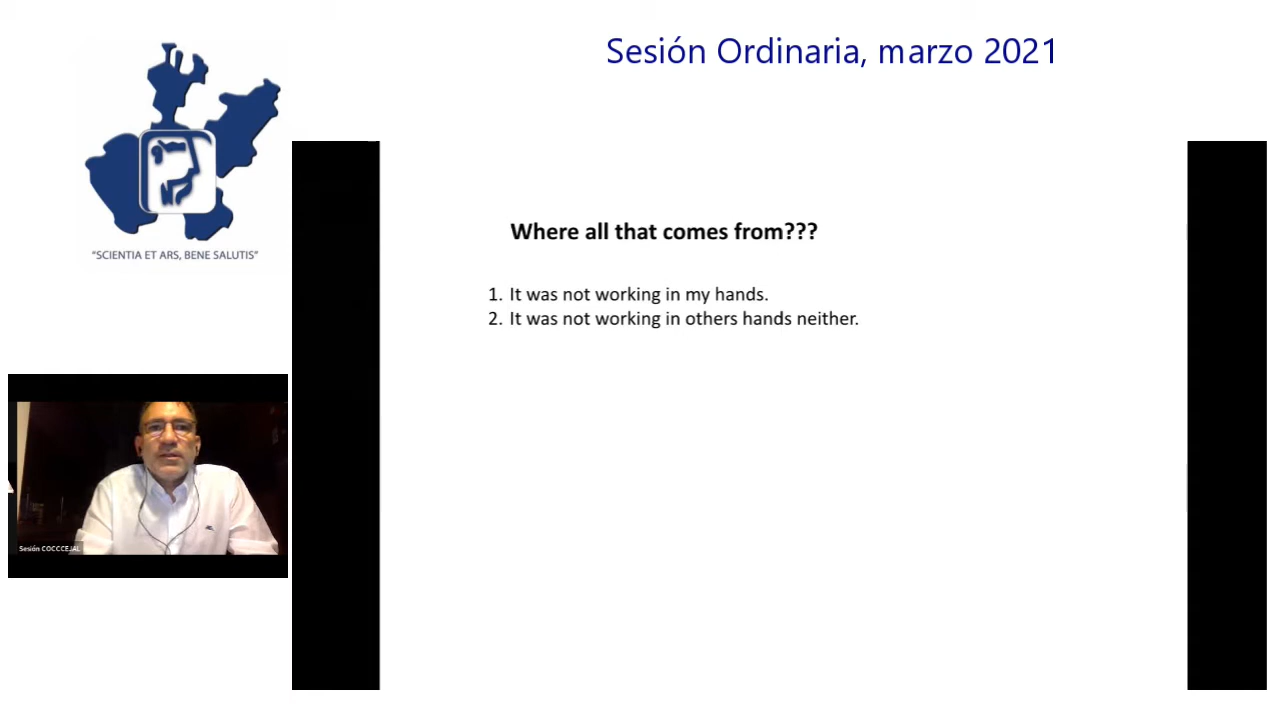 Sesión Ordinaria, marzo 2021
"SCIENTIA ET ARS, BENE SALUTIS"
Where all that comes from???
1. It was not working in my hands.
2. It was not working in others hands neither.
Sesión COCCCEJAL